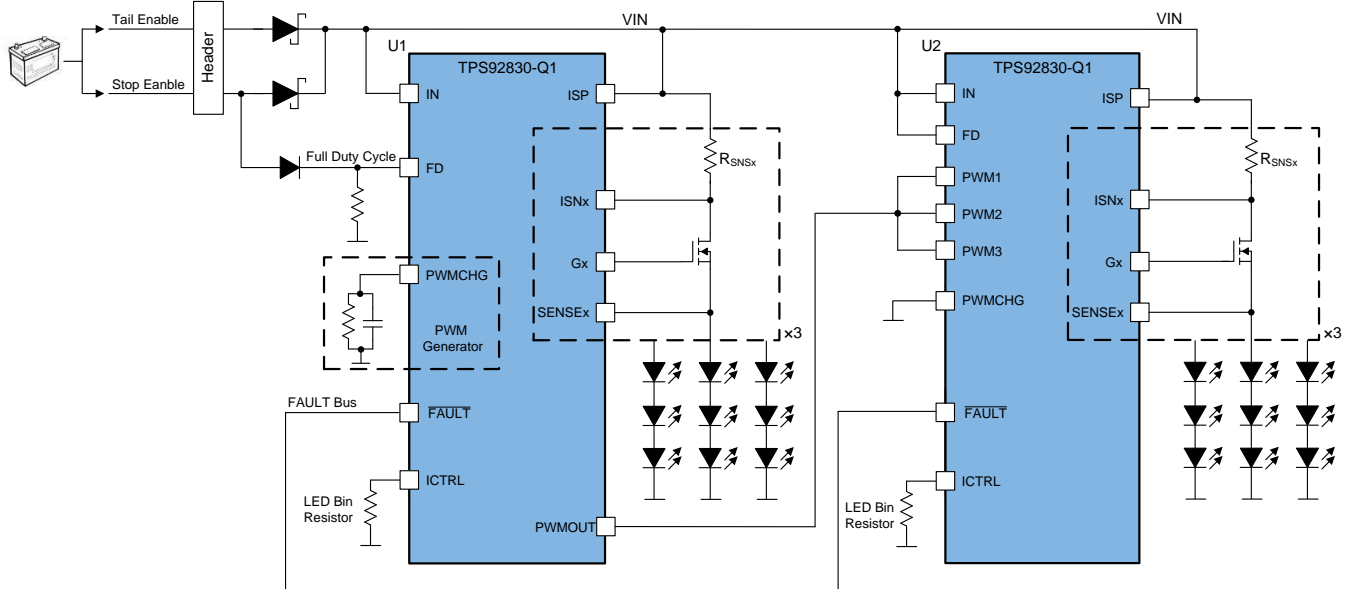 Tail Enable
Stop Eanble
Header
VIN
VIN
U1
TPS92830-Q1
IN
ISP
Full Duty Cycle
FD
RSNSx
ISNx
Gx
SENSEx
×3
PWMCHG
PWM
Generator
FAULT Bus
FAULT
ICTRL
LED Bin
Resistor
PWMOUT
U2
TPS92830-Q1
IN
FD
PWM1
PWM2
PWM3
PWMCHG
ISP
RSNSx
ISNx
Gx
SENSEx
×3
FAULT
ICTRL
LED Bin
Resistor